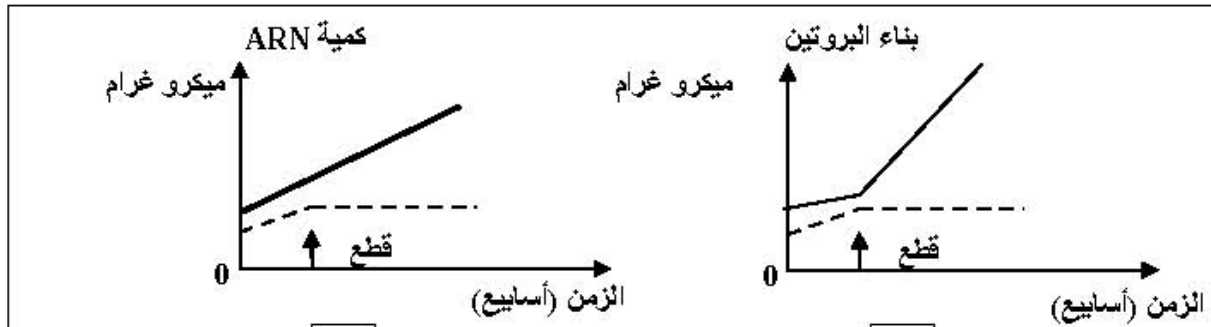 كمية ARN
ميكرو غرام
قطع
0
الزمن (أسابيع)
بناء البروتين
ميكرو غرام
قطع
0
الزمن (أسابيع)